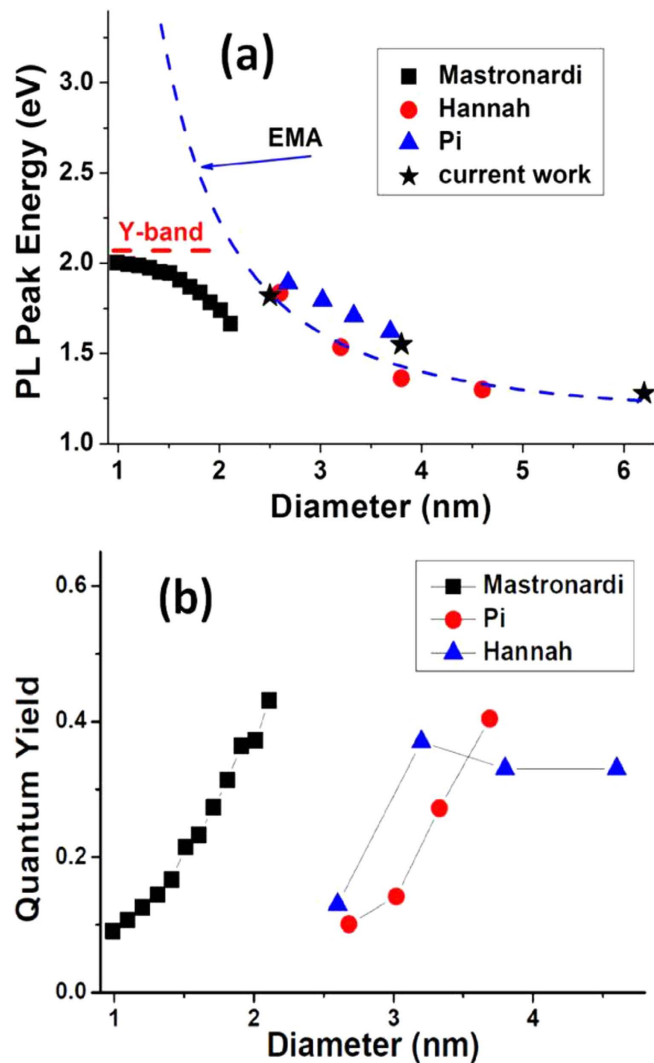 (a)
PL Peak Energy (eV)
3.0
2.5
2.0
1.5
1.0
EMA
Y-band
Mastronardi
Hannah
Pi
current work
1 2 3 4 5 6
Diameter (nm)
(b)
Quantum Yield
0.6
0.4
0.2
0.0
Mastronardi
Pi
Hannah
1 2 3 4
Diameter (nm)